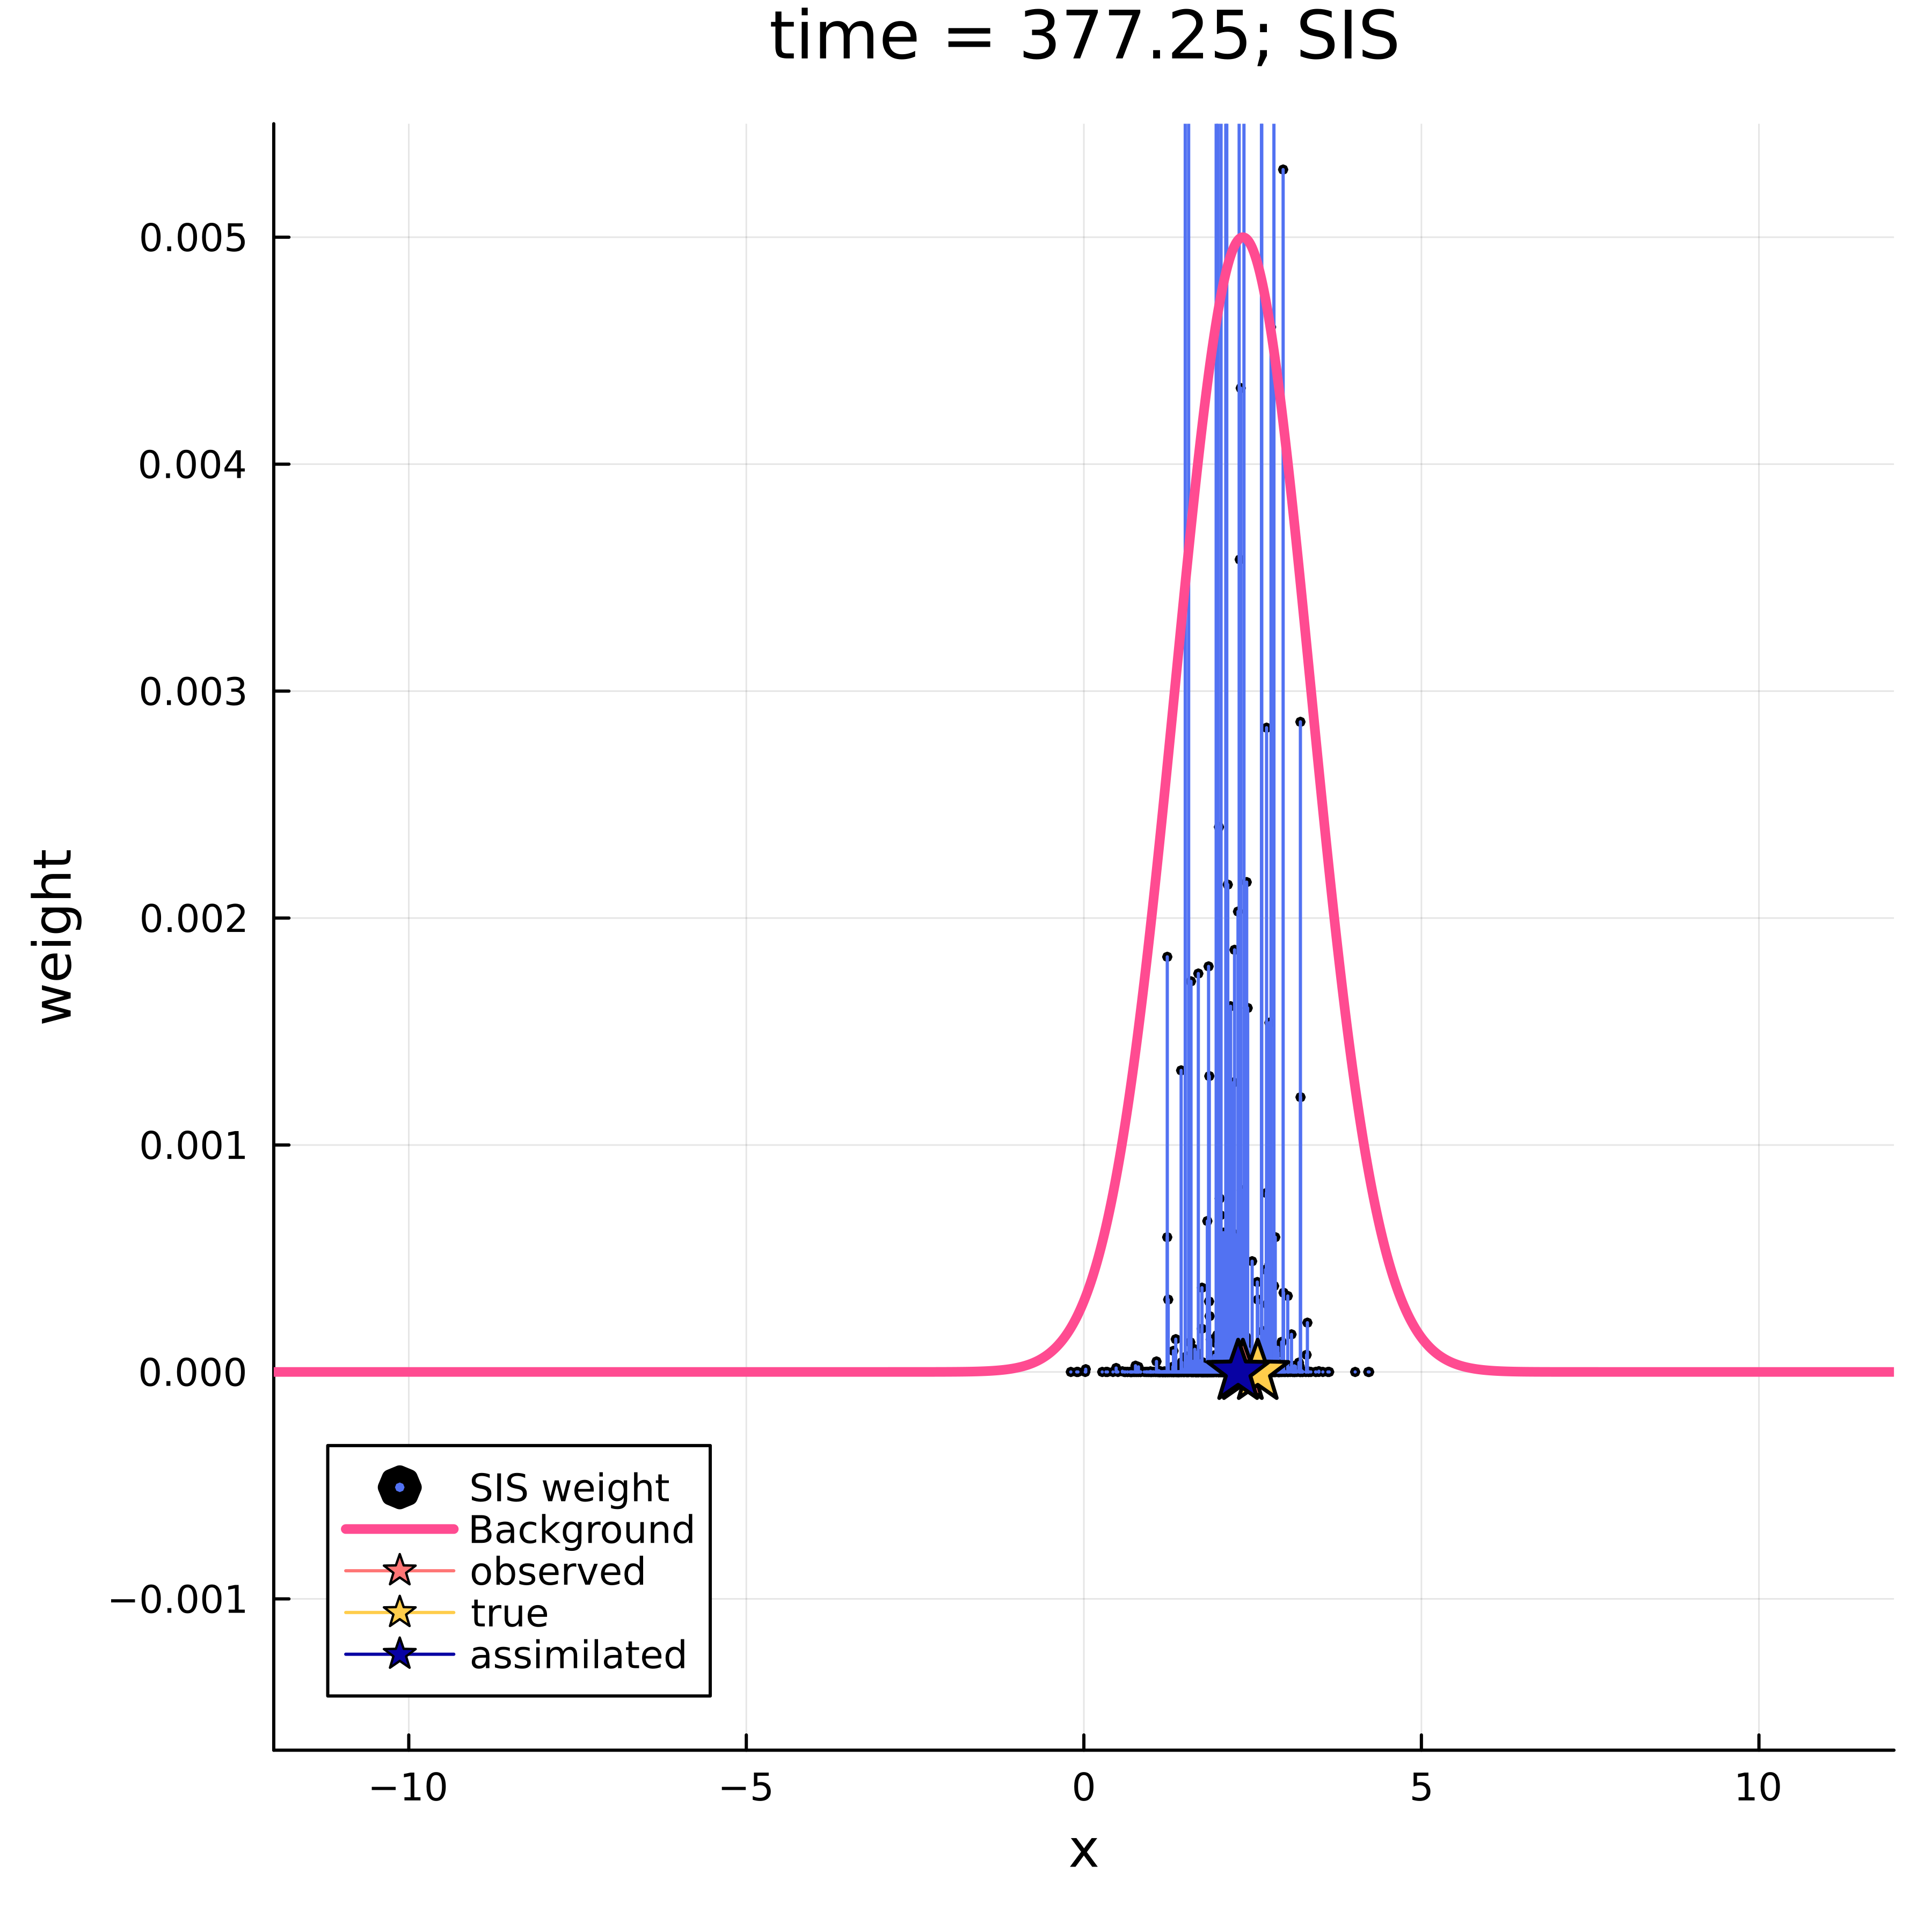 time = 377.25; SIS
weight
0.005
0.004
0.003
0.002
0.001
0.000
−0.001
SIS weight
Background
observed
true
assimilated
−10
−5
0
5
10
x